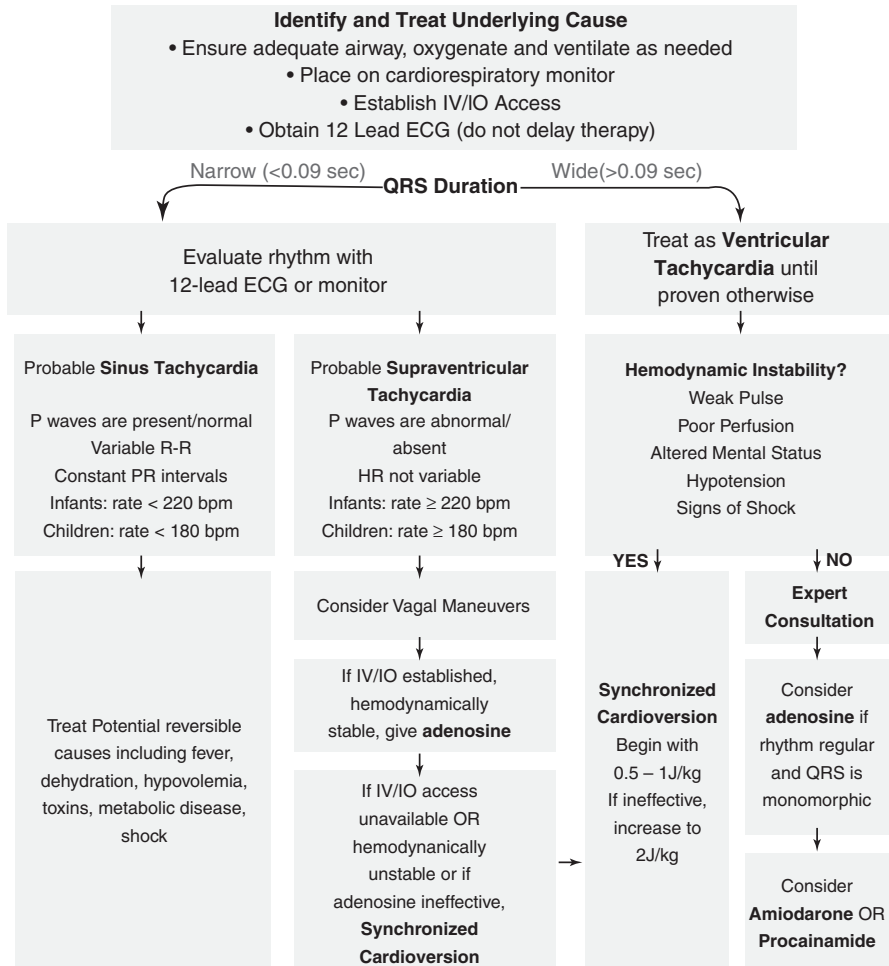 Identify and Treat Underlying Cause
• Ensure adequate airway, oxygenate and ventilate as needed
• Place on cardiorespiratory monitor
• Establish IV/IO Access
• Obtain 12 Lead ECG (do not delay therapy)
Narrow (<0.09 sec)
QRS Duration
Wide(>0.09 sec)
Evaluate rhythm with
12-lead ECG or monitor
Treat as Ventricular
Tachycardia until
proven otherwise
Probable Sinus Tachycardia
P waves are present/normal
Variable R-R
Constant PR intervals
Infants: rate < 220 bpm
Children: rate < 180 bpm
Probable Supraventricular
Tachycardia
P waves are abnormal/
absent
HR not variable
Infants: rate ≥ 220 bpm
Children: rate ≥ 180 bpm
Hemodynamic Instability?
Weak Pulse
Poor Perfusion
Altered Mental Status
Hypotension
Signs of Shock
YES
NO
Treat Potential reversible
causes including fever,
dehydration, hypovolemia,
toxins, metabolic disease,
shock
Consider Vagal Maneuvers
If IV/IO established,
hemodynamically
stable, give adenosine
If IV/IO access
unavailable OR
hemodynanically
unstable or if
adenosine ineffective,
Synchronized
Cardioversion
Synchronized
Cardioversion
Begin with
0.5 – 1J/kg
If ineffective,
increase to
2J/kg
Expert
Consultation
Consider
adenosine if
rhythm regular
and QRS is
monomorphic
Consider
Amiodarone OR
Procainamide